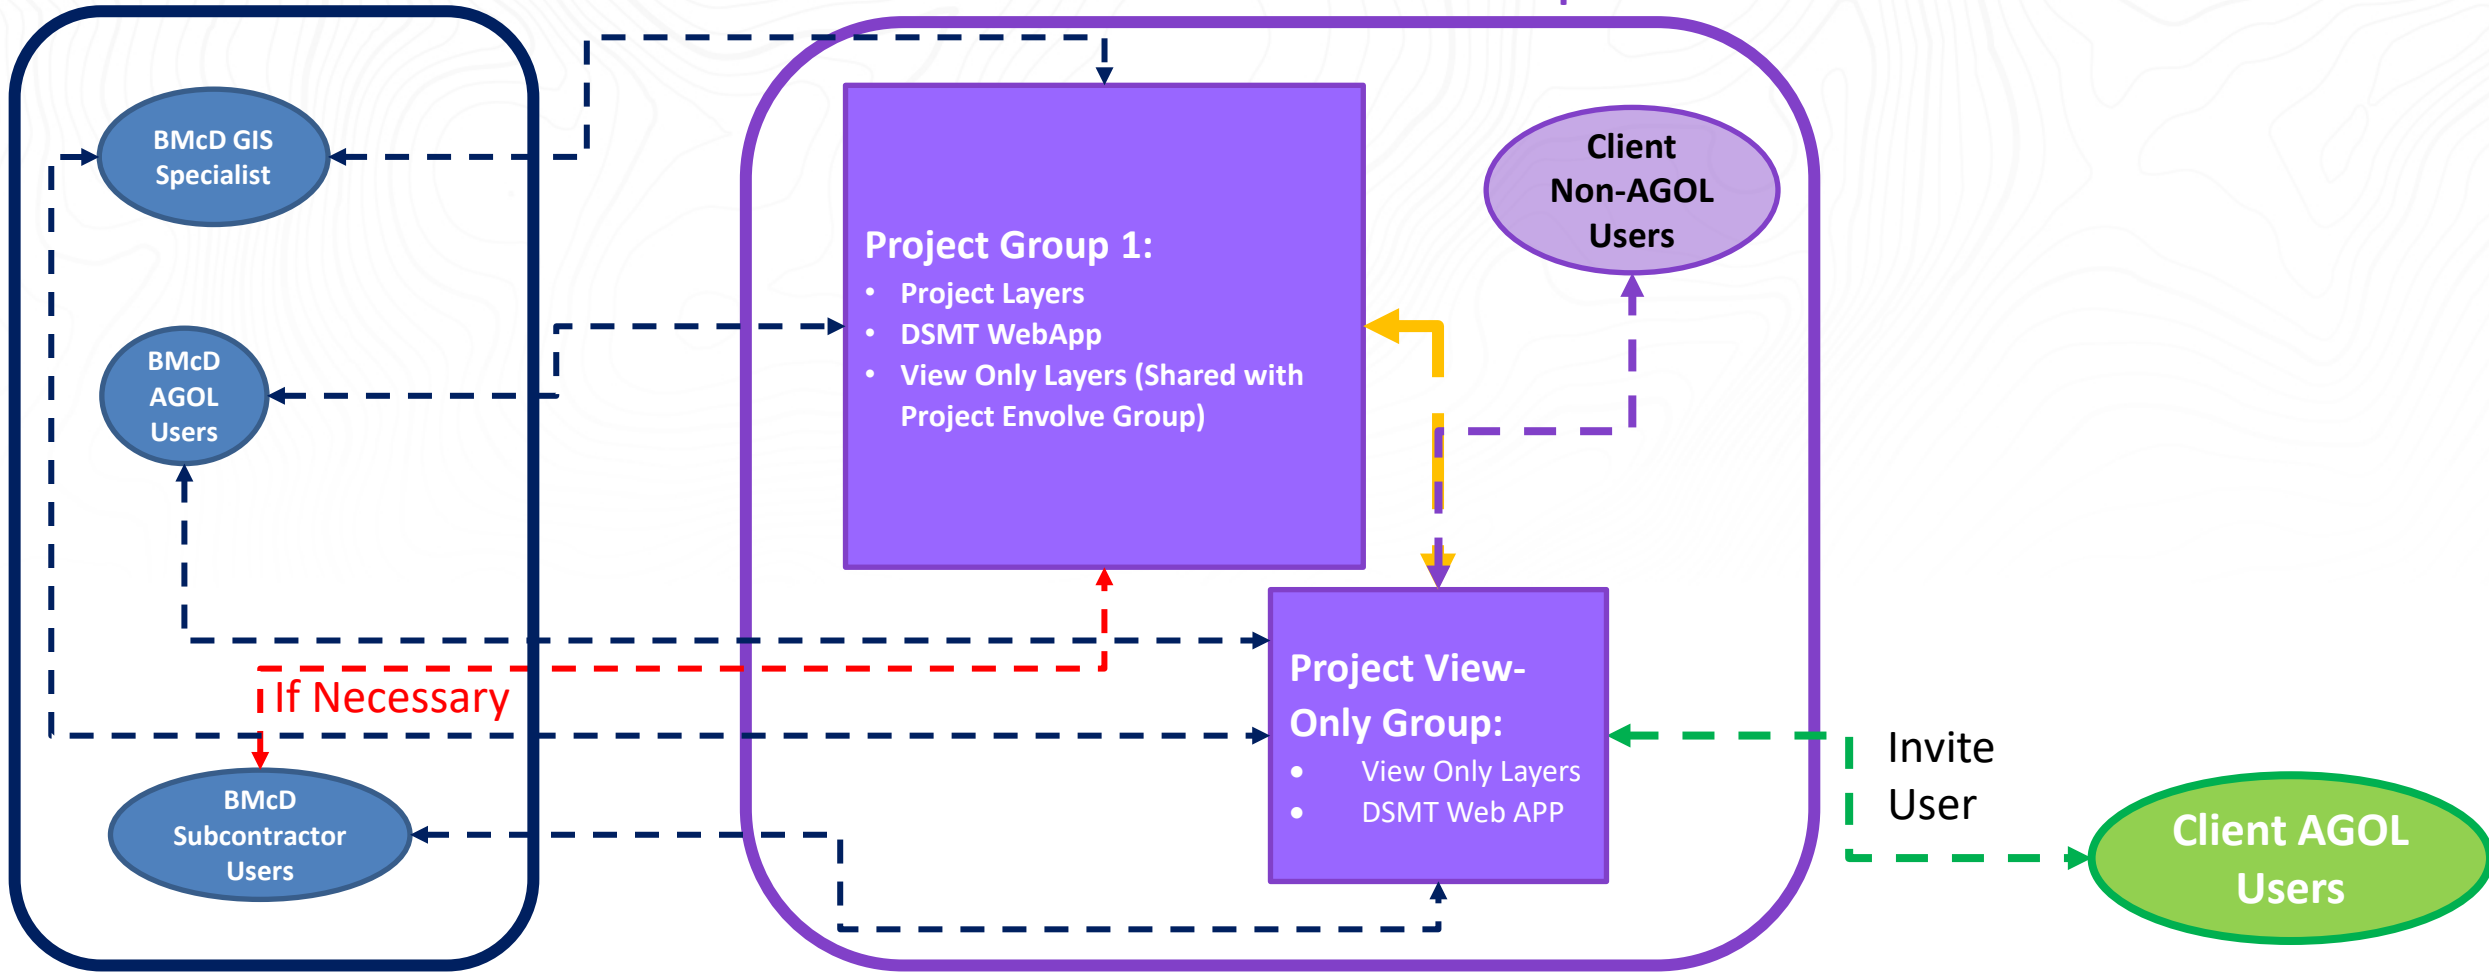 BMcD GIS
Specialist
BMcD
AGOL
Users
If Necessary
BMcD
Subcontractor
Users
Project Group 1:
• Project Layers
• DSMT WebApp
• View Only Layers (Shared with
Project Envolve Group)
Client
Non-AGOL
Users
Project View-
Only Group:
● View Only Layers
● DSMT Web APP
Invite
User
Client AGOL
Users